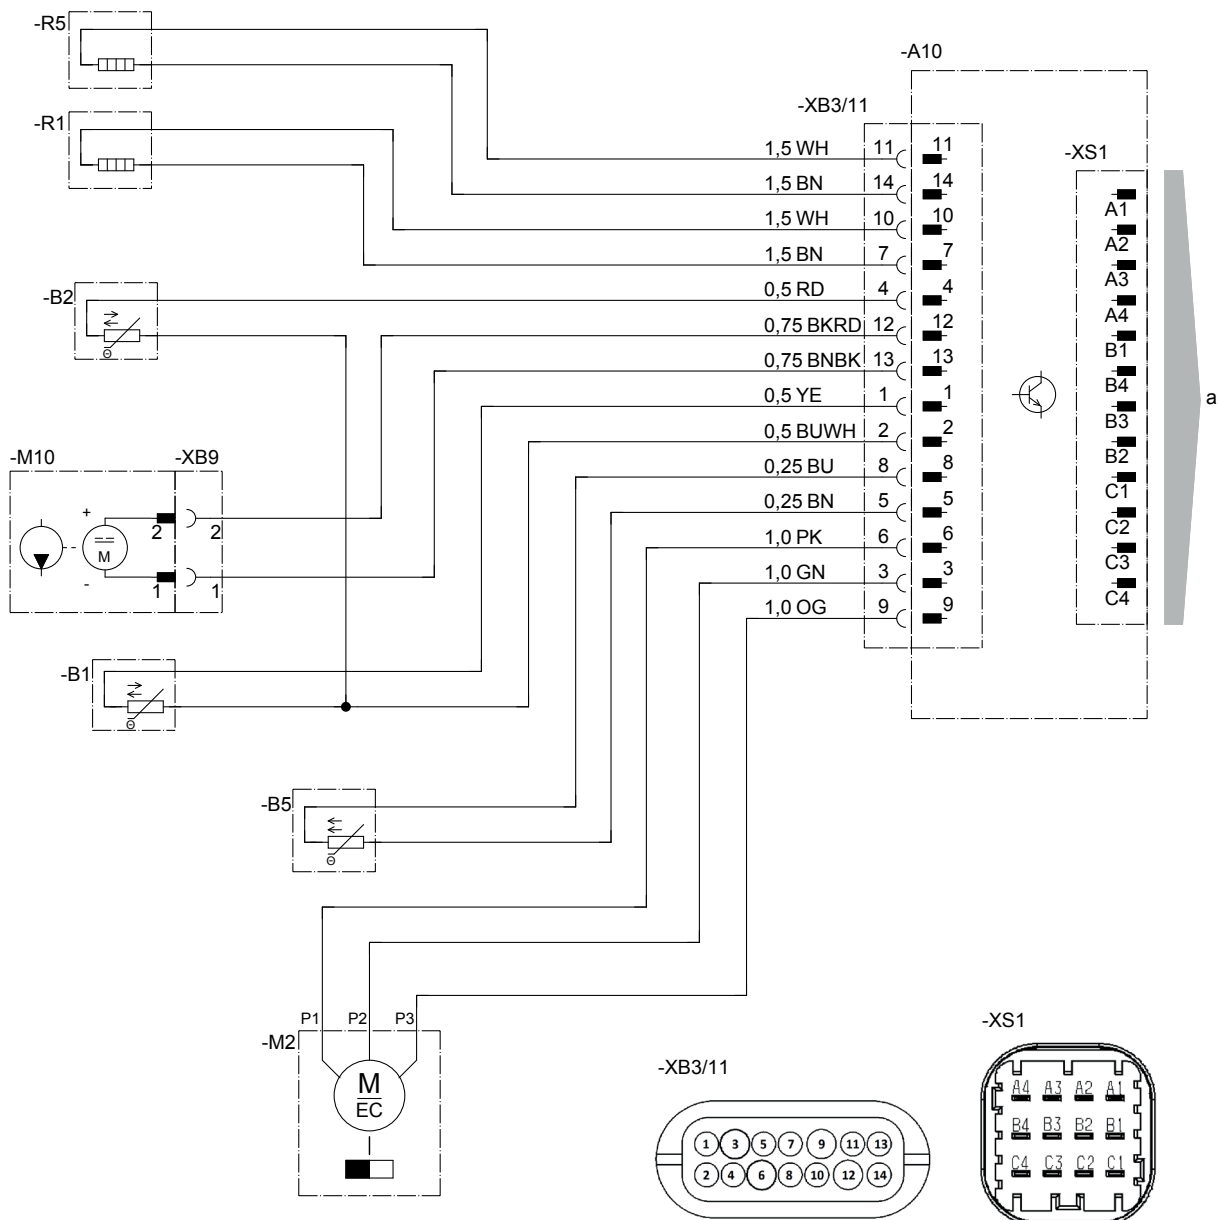 -R5
-A10
-XB3/11
-R1
-XS1
1,5 WH 11 11
1,5 BN 14 14
A1
1,5 WH 10 10
A2
1,5 BN 7 7
A3
-B2
0,5 RD 4 4
A4
0,75 BKRD 12 12
B1
0,75 BNBK 13 13
B4
0,5 YE 1 1
a
B3
0,5 BUWH 2 2
B2
-M10 -XB9
0,25 BU 8 8
C1
0,25 BN 5 5
C2
+
2 2
1,0 PK 6 6
M
C3
-
1 1
1,0 GN 3 3
C4
1,0 OG 9 9
-B1
Θ
Θ
-B5
Θ
P1 P2 P3
-M2
M
EC
-XB3/11
1 3 5 7 9 11 13
2 4 6 8 10 12 14
-XS1
A4 A3 A2 A1
B4 B3 B2 B1
C4 C3 C2 C1